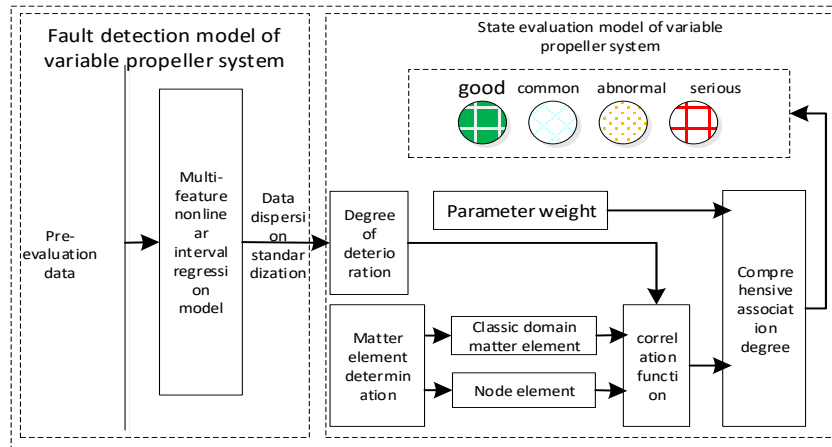 Fault detection model of
variable propeller system
Pre-
evaluation
data
Multi-
feature
nonline
ar
interval
regressi
on
model
Data
dispersi
on
standar
dization
State evaluation model of variable
propeller system
good
common
abnormal
serious
Degree
of
deterio
ration
Parameter weight
Matter
element
determin
ation
Classic domain
matter element
Node element
correlation
functi
on
Compre
hensive
associat
ion
degree